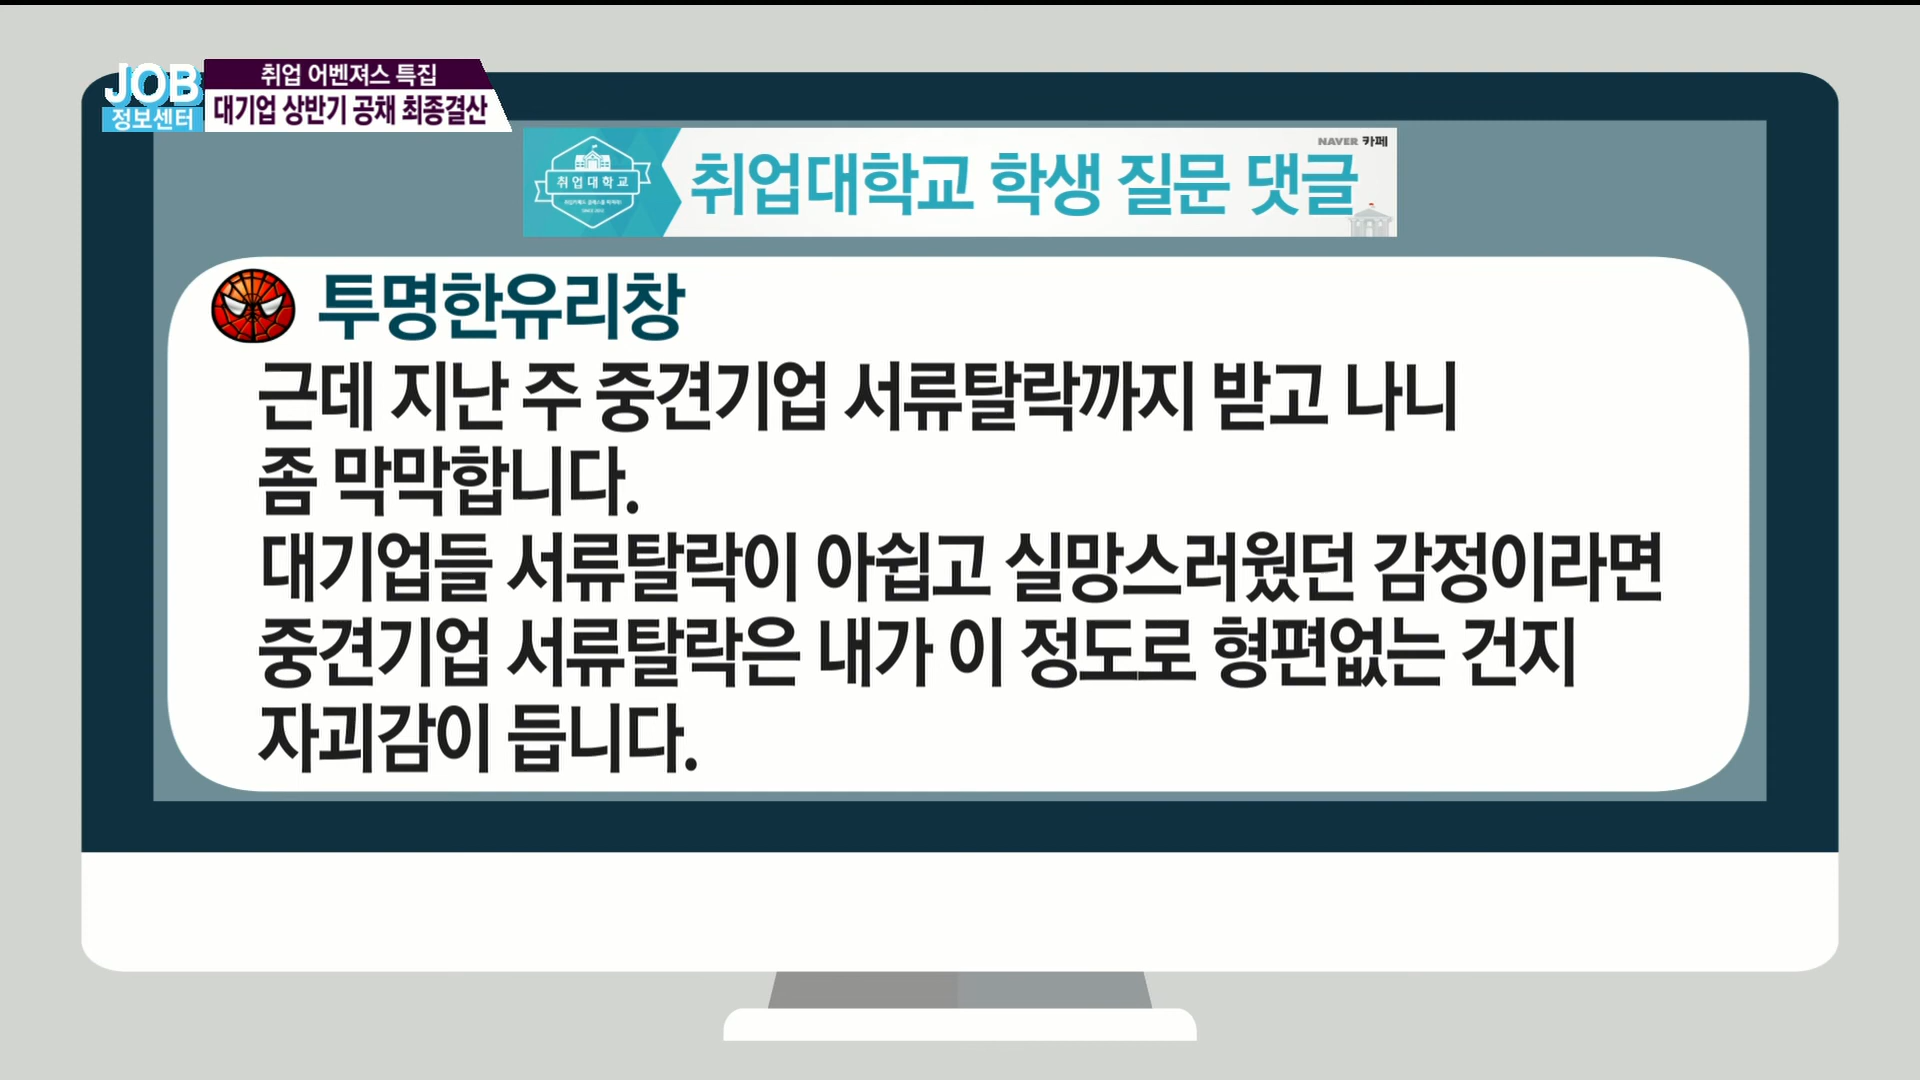 JOB
정보센터
취업 어벤져스 특집
대기업 상반기 공채 최종결산
취업대학교
SINCE 2013
취업대학교 학생 질문 댓글
NAVER 카페
투명한유리창
근데 지난 주 중견기업 서류탈락까지 받고 나니
좀 막막합니다.
대기업들 서류탈락이 아쉽고 실망스러웠던 감정이라면
중견기업 서류탈락은 내가 이 정도로 형편없는 건지
자괴감이 듭니다.